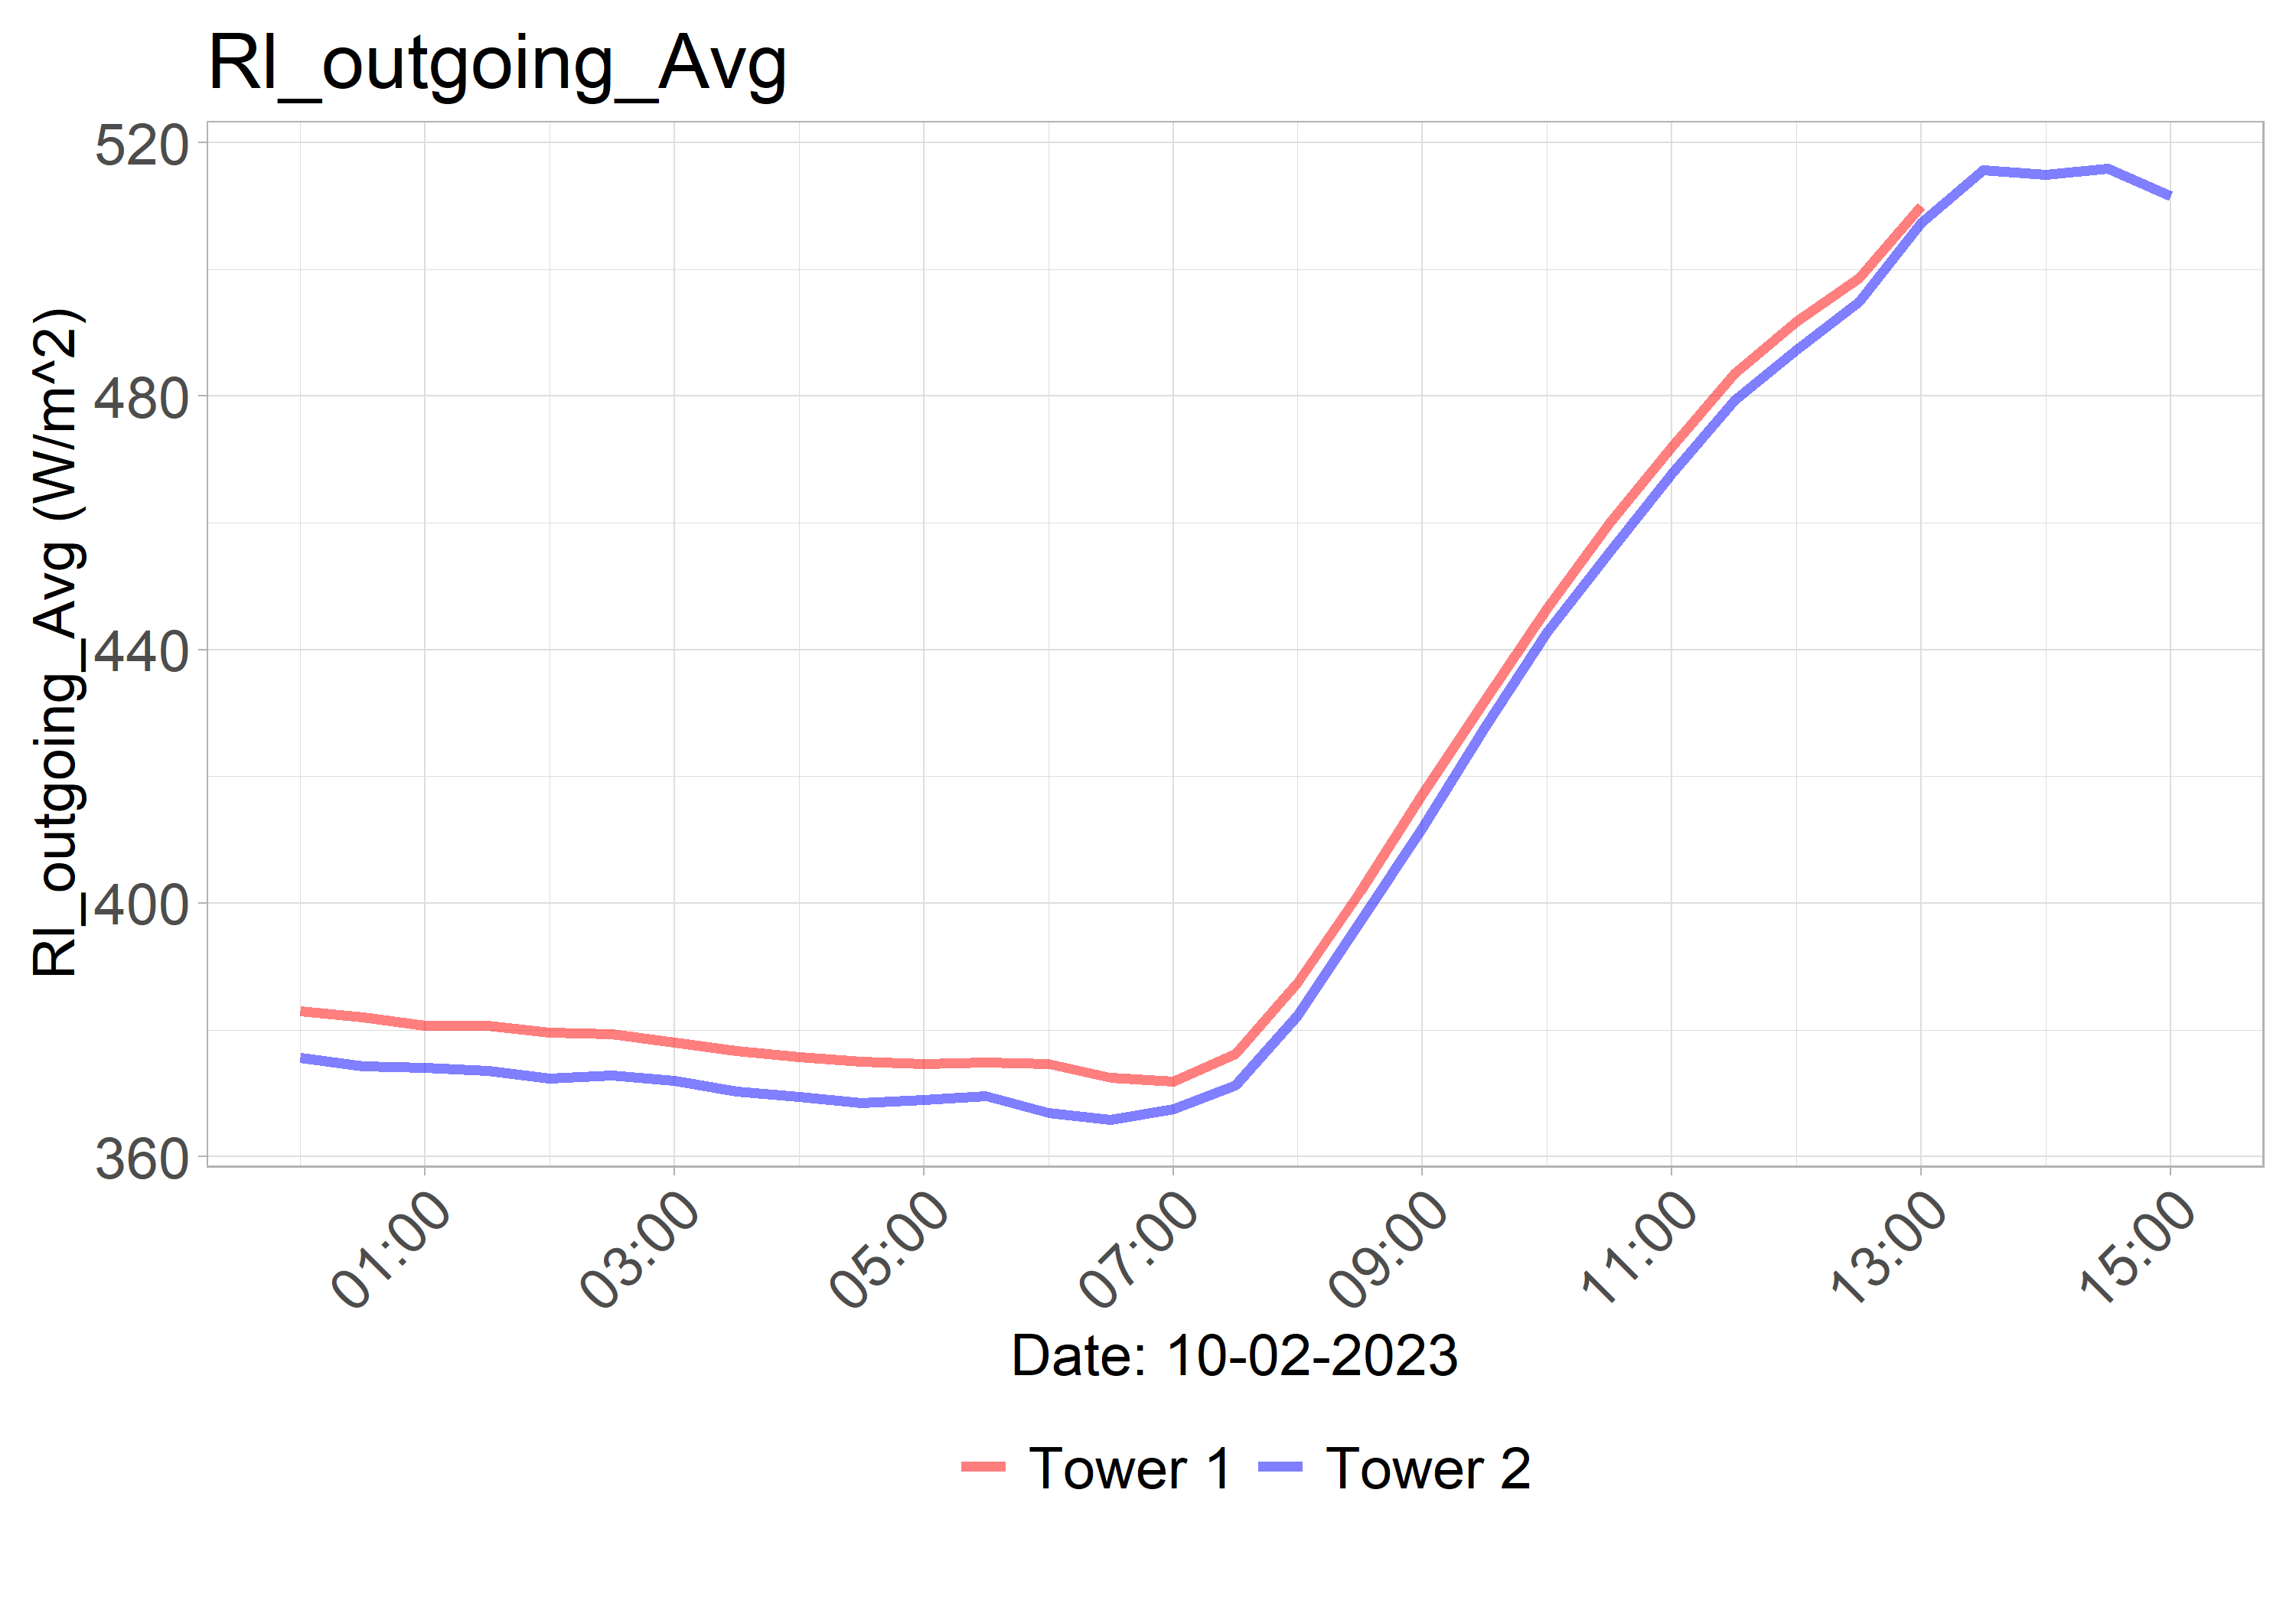 Rl_outgoing_Avg
Rl_outgoing_Avg (W/m^2)
520
480
440
400
360
01:00
03:00
05:00
07:00
09:00
11:00
13:00
15:00
Date: 10-02-2023
Tower 1
Tower 2